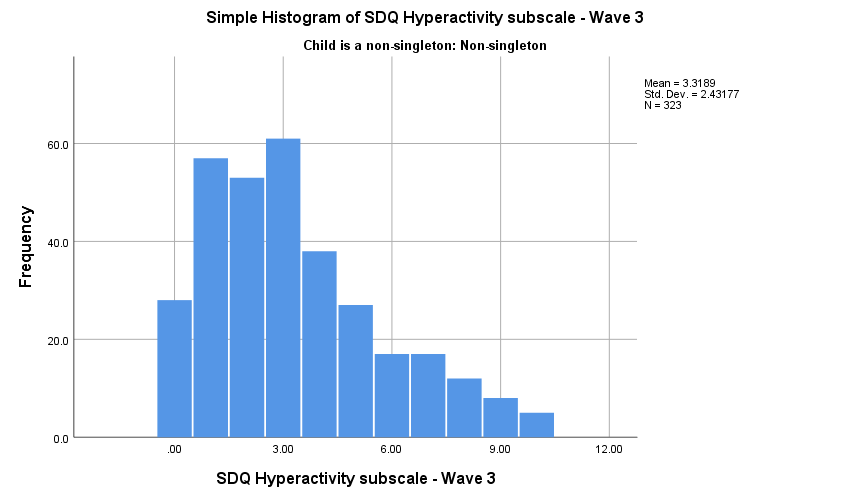 Simple Histogram of SDQ Hyperactivity subscale - Wave 3
Child is a non-singleton: Non-singleton
Mean = 3.3189
Std. Dev. = 2.43177
N = 323
Frequency
60.0
40.0
20.0
0.0
.00 3.00 6.00 9.00 12.00
SDQ Hyperactivity subscale - Wave 3